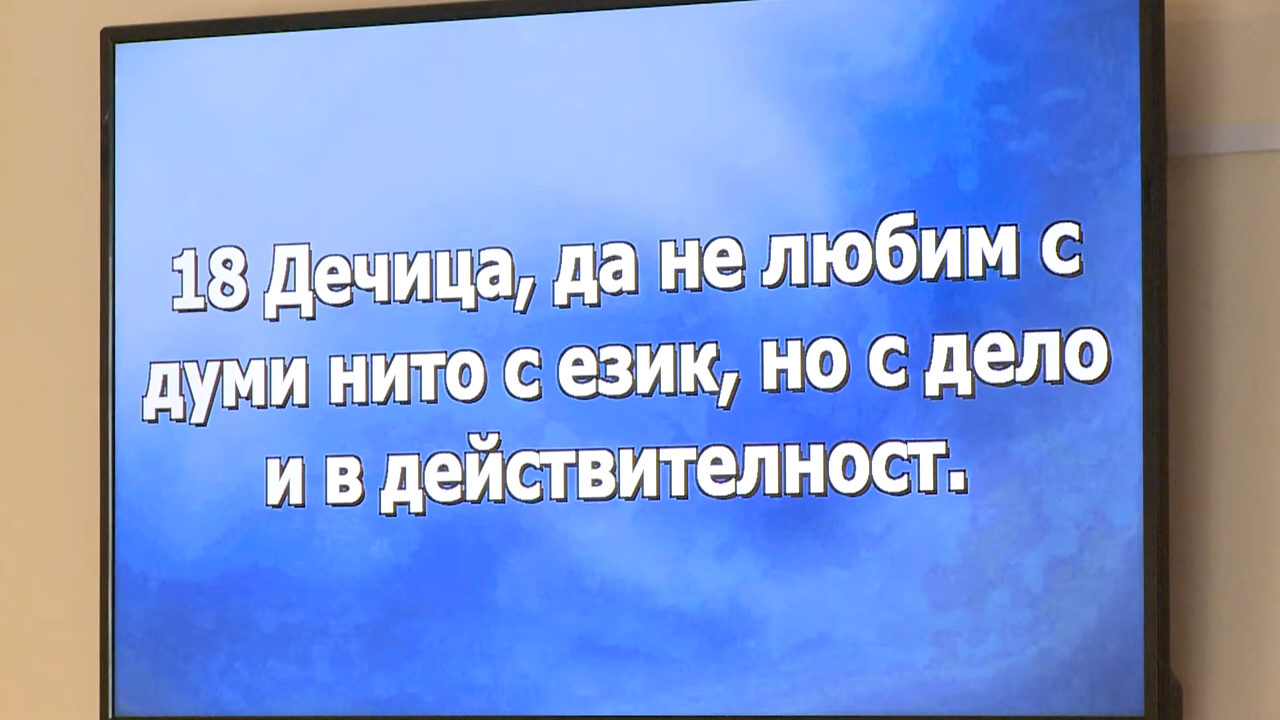 18 Дечица, да не любим с
думи нито с език, но с дело
и в действителност.